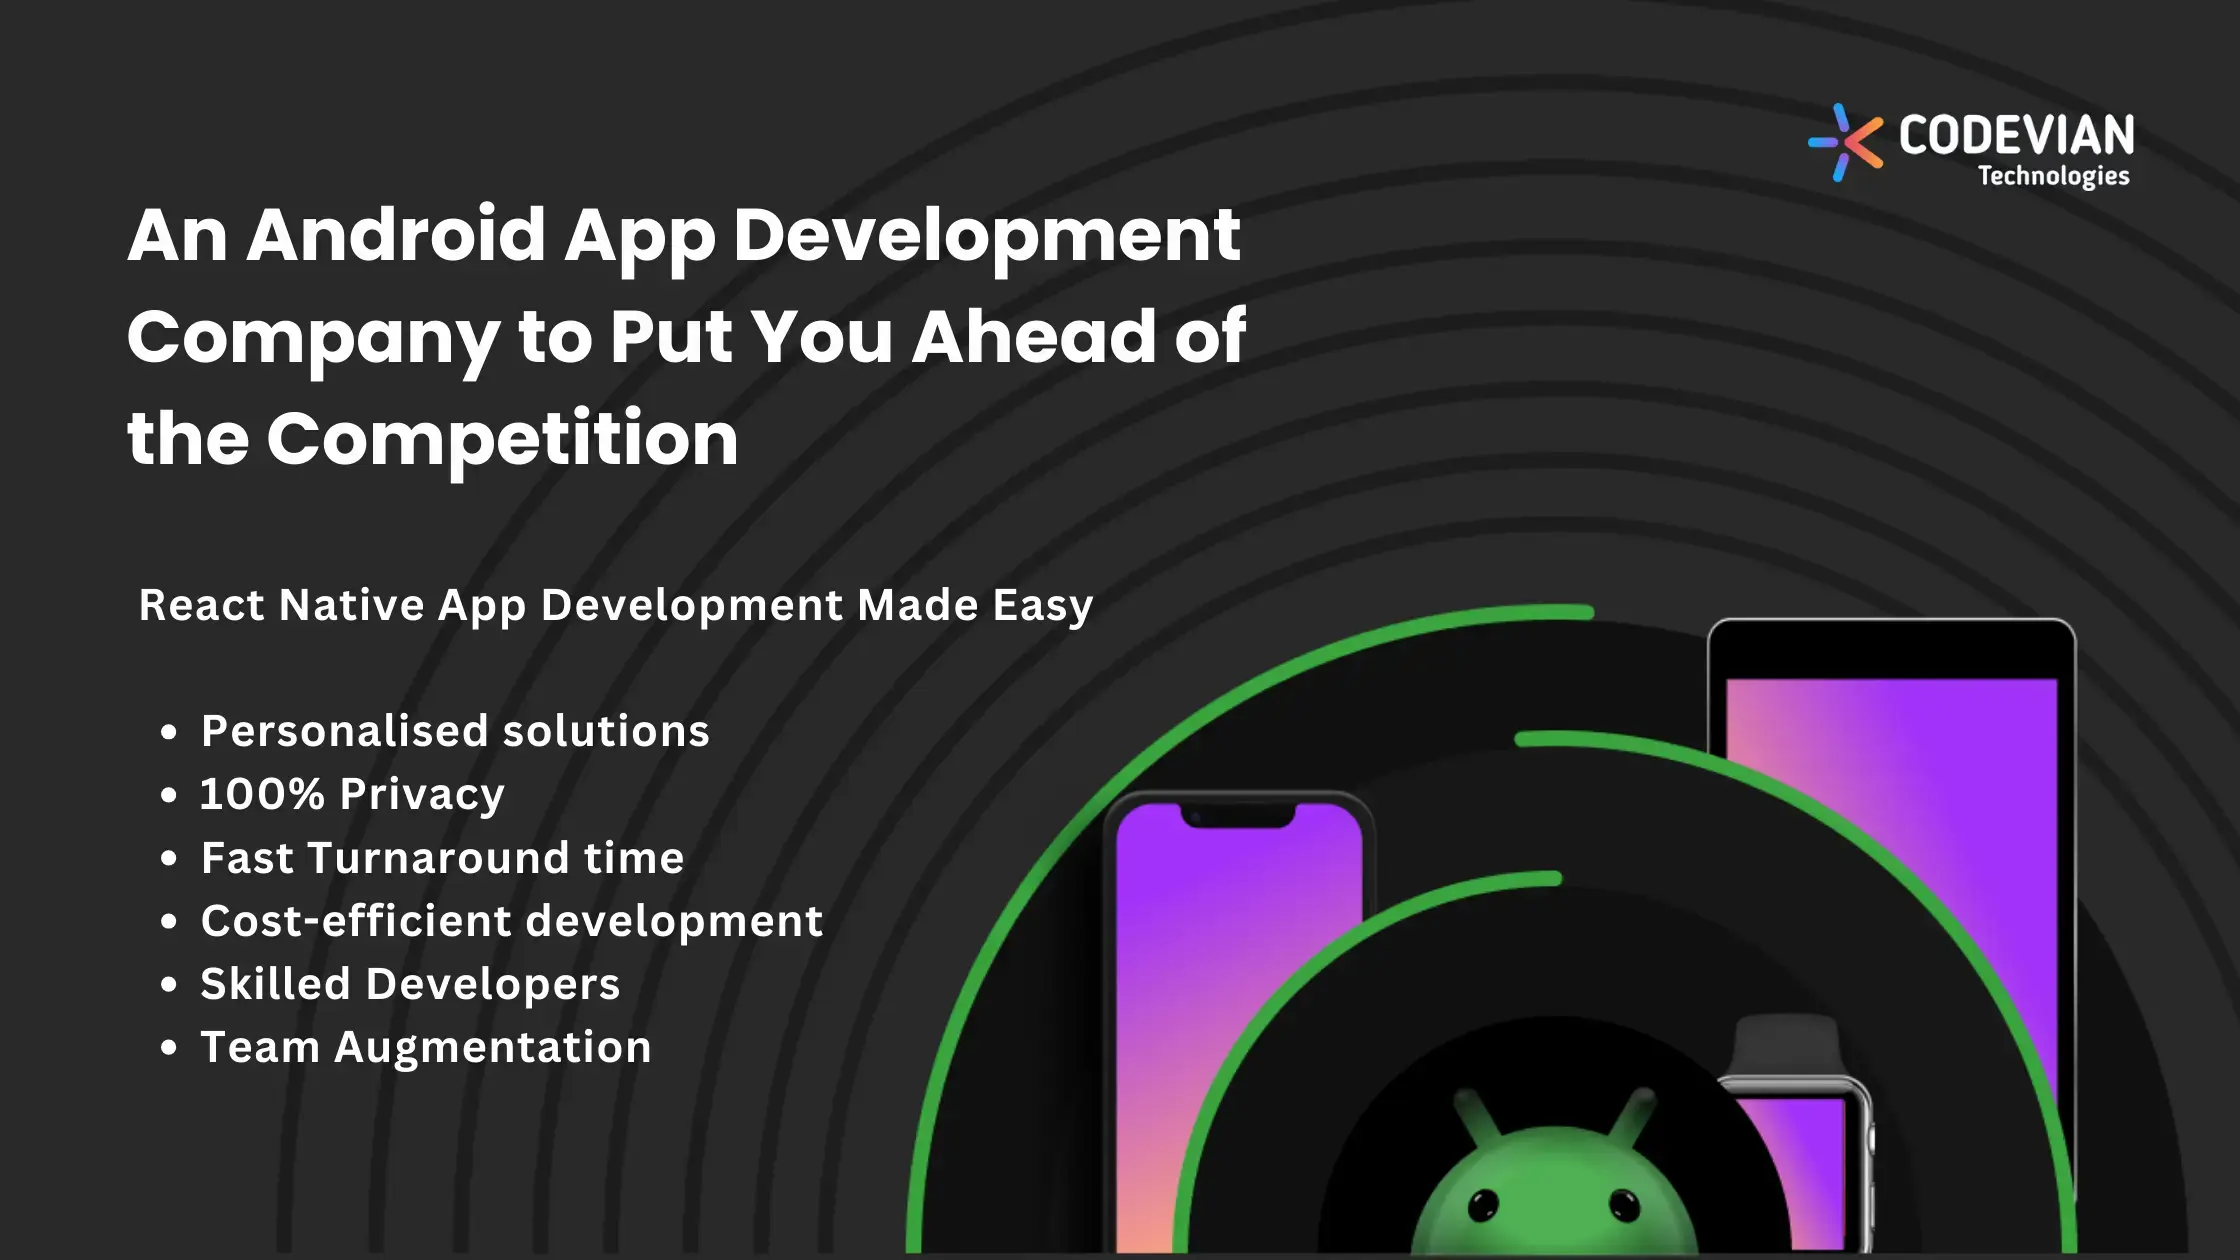 CODEVIAN
Technologies
An Android App Development
Company to Put You Ahead of
the Competition
React Native App Development Made Easy
• Personalised solutions
• 100% Privacy
• Fast Turnaround time
• Cost-efficient development
• Skilled Developers
• Team Augmentation